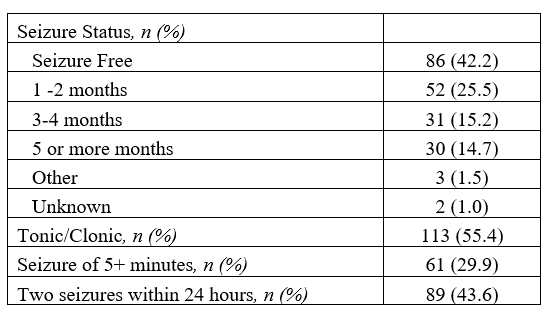 Seizure Status, n (%)
Seizure Free 86 (42.2)
1 -2 months 52 (25.5)
3-4 months 31 (15.2)
5 or more months 30 (14.7)
Other 3 (1.5)
Unknown 2 (1.0)
Tonic/Clonic, n (%) 113 (55.4)
Seizure of 5+ minutes, n (%) 61 (29.9)
Two seizures within 24 hours, n (%) 89 (43.6)